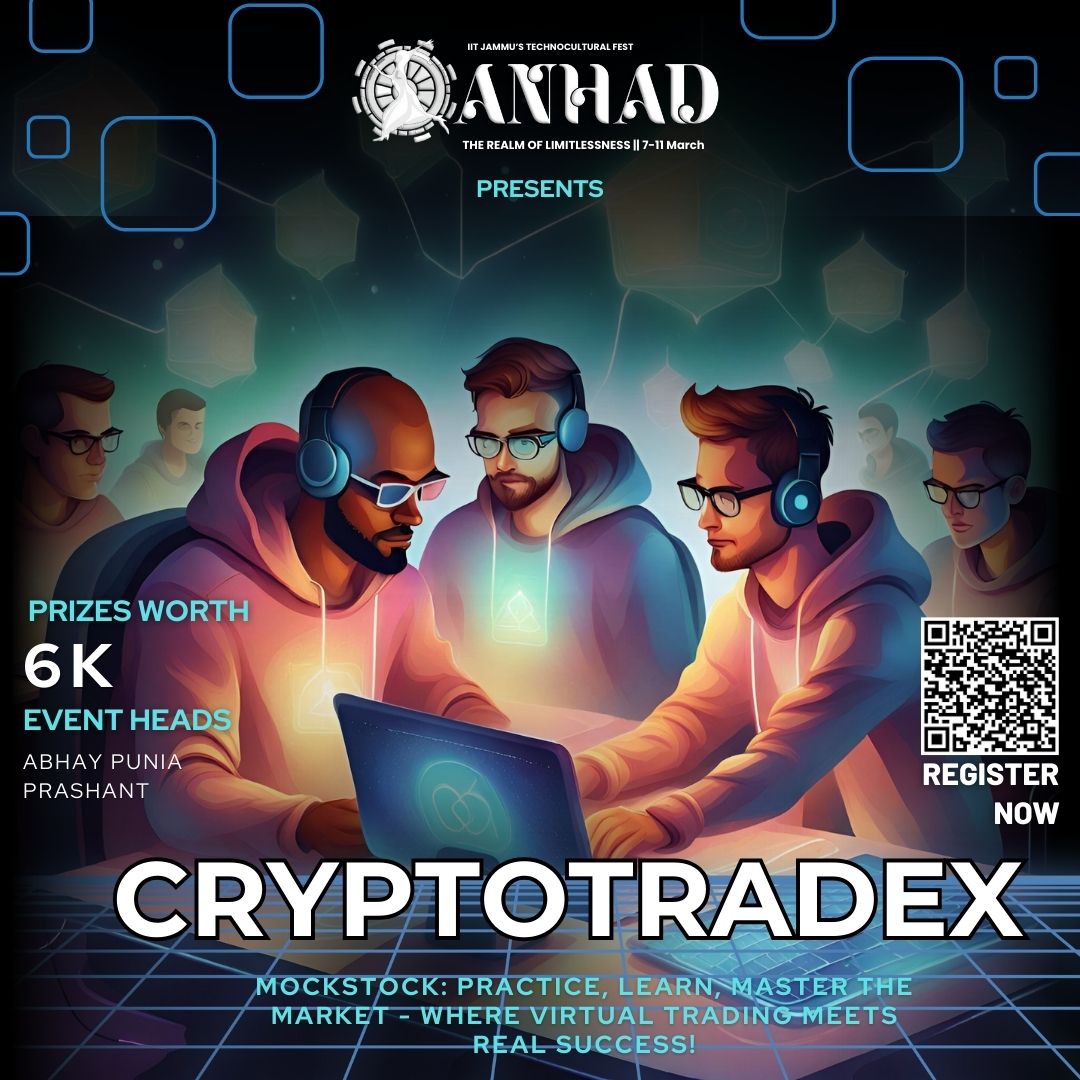 IIT JAMMU'S TECHNOCULTURAL FEST
ANHAD
THE REALM OF LIMITLESSNESS || 7-11 March
PRESENTS
PRIZES WORTH
6K
EVENT HEADS
ABHAY PUNIA
PRASHANT
REGISTER
NOW
CRYPTOTRADEX
MOCKSTOCK: PRACTICE, LEARN, MASTER THE
MARKET - WHERE VIRTUAL TRADING MEETS
REAL SUCCESS!